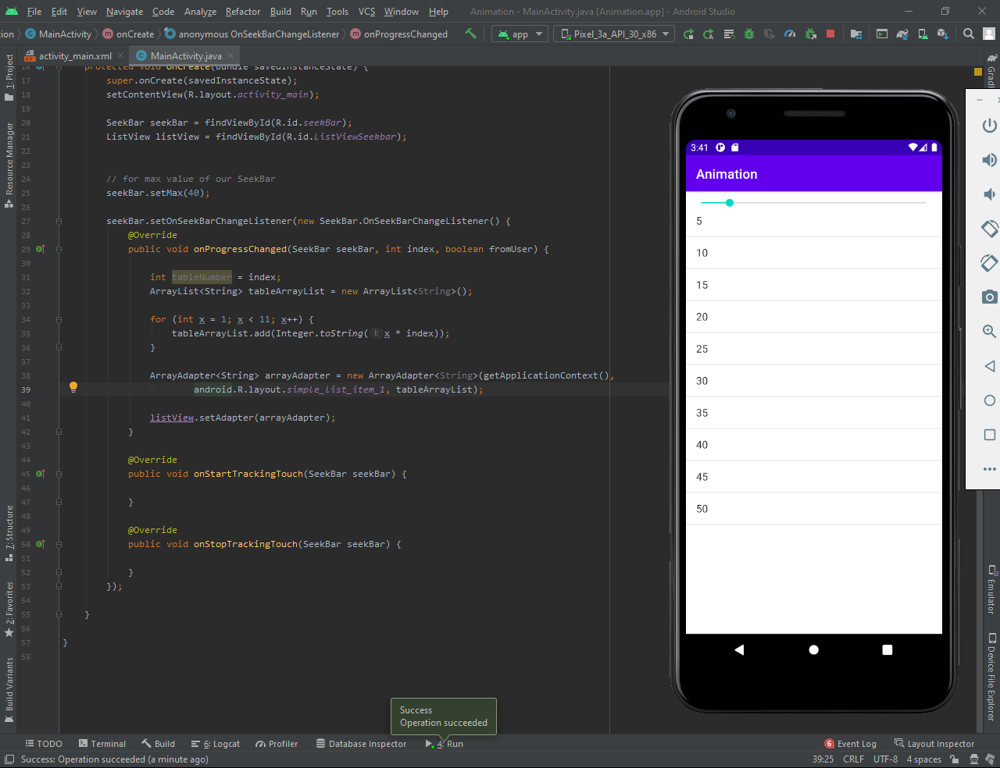 File Edit View Navigate Code Analyze Refactor Build Run Tools VCS Window Help Animation - MainActivity.java [Animation.app] - Android Studio
MainActivity onCreate anonymous OnSeekBarChangeListener onProgressChanged app Pixel_3a_API_30_x86
activity_main.xml MainActivity.java
1: Project
Resource Manager
7: Structure
2: Favorites
Build Variants
16 protected void onCreate(Bundle savedInstanceState) {
17 super.onCreate(savedInstanceState);
18 setContentView(R.layout.activity_main);
19
20 SeekBar seekBar = findViewById(R.id.seekBar);
21 ListView listView = findViewById(R.id.ListViewSeekbar);
22
23
24 // for max value of our SeekBar
25 seekBar.setMax(40);
26
27 seekBar.setOnSeekBarChangeListener(new SeekBar.OnSeekBarChangeListener() {
28 @Override
29 public void onProgressChanged(SeekBar seekBar, int index, boolean fromUser) {
30
31 int tableNumber = index;
32 ArrayList<String> tableArrayList = new ArrayList<String>();
33
34 for (int x = 1; x < 11; x++) {
35 tableArrayList.add(Integer.toString( i: x * index));
36 }
37
38 ArrayAdapter<String> arrayAdapter = new ArrayAdapter<String>(getApplicationContext(),
39 android.R.layout.simple_list_item_1, tableArrayList);
40
41 listView.setAdapter(arrayAdapter);
42 }
43
44 @Override
45 public void onStartTrackingTouch(SeekBar seekBar) {
46
47 }
48
49 @Override
50 public void onStopTrackingTouch(SeekBar seekBar) {
51
52 }
53 });
54
55 }
56
57 }
58
3:41
Animation
5
10
15
20
25
30
35
40
45
50
Emulator
Device File Explorer
Success
Operation succeeded
TODO Terminal Build 6: Logcat Profiler Database Inspector 4: Run 6 Event Log Layout Inspector
Success: Operation succeeded (a minute ago) 39:25 CRLF UTF-8 4 spaces